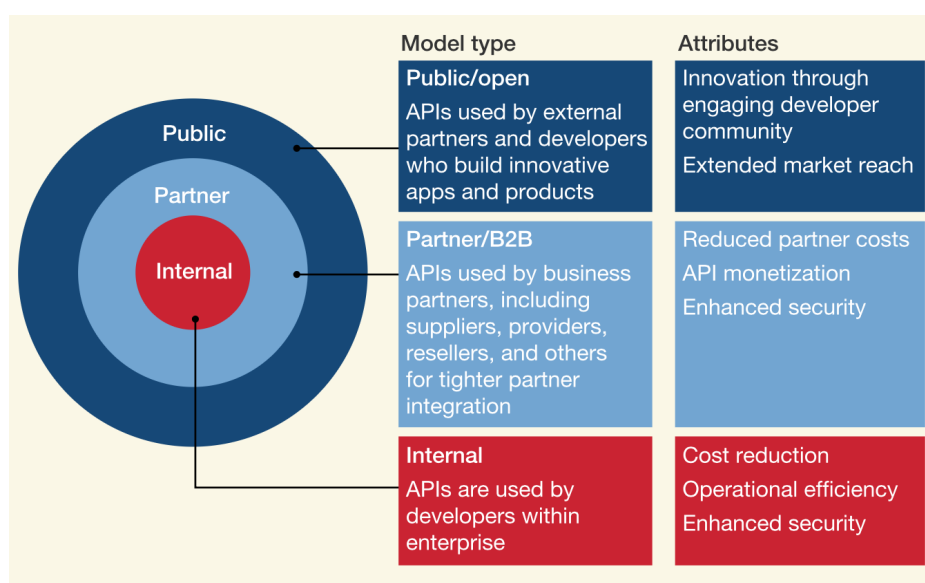 Model type
Attributes
Public
Partner
Internal
Public/open
APIs used by external
partners and developers
who build innovative
apps and products
Innovation through
engaging developer
community
Extended market reach
Partner/B2B
APIs used by business
partners, including
suppliers, providers,
resellers, and others
for tighter partner
integration
Reduced partner costs
API monetization
Enhanced security
Internal
APIs are used by
developers within
enterprise
Cost reduction
Operational efficiency
Enhanced security